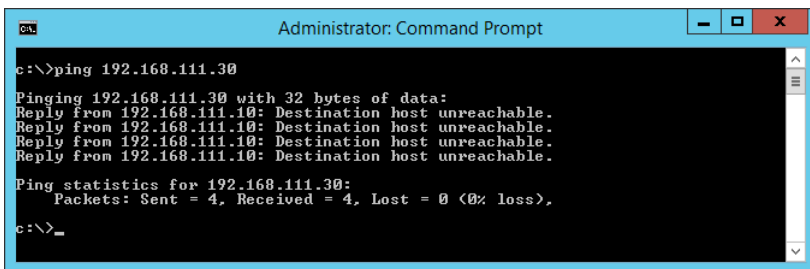 Administrator: Command Prompt
c:\>ping 192.168.111.30
Pinging 192.168.111.30 with 32 bytes of data:
Reply from 192.168.111.10: Destination host unreachable.
Reply from 192.168.111.10: Destination host unreachable.
Reply from 192.168.111.10: Destination host unreachable.
Reply from 192.168.111.10: Destination host unreachable.
Ping statistics for 192.168.111.30:
Packets: Sent = 4, Received = 4, Lost = 0 (0% loss),
c:\>_